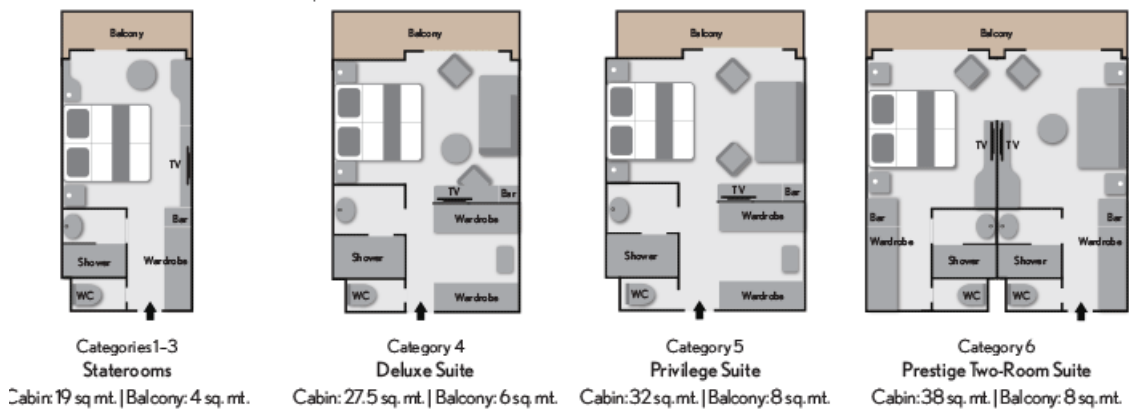 Balcony
TV
Bar
Shower
Wardrobe
WC
Categories 1–3
Staterooms
Cabin: 19 sq mt. | Balcony: 4 sq. mt.
Balcony
TV
Bar
Wardrobe
Shower
WC
Wardrobe
Category 4
Deluxe Suite
Cabin: 27.5 sq. mt. | Balcony: 6 sq. mt.
Balcony
TV
Bar
Wardrobe
Shower
WC
Wardrobe
Category 5
Privilege Suite
Cabin: 32 sq. mt. | Balcony: 8 sq. mt.
Balcony
TV TV
Bar
Bar
Wardrobe
Wardrobe
Shower
Shower
WC
WC
Category 6
Prestige Two-Room Suite
Cabin: 38 sq. mt. | Balcony: 8 sq. mt.